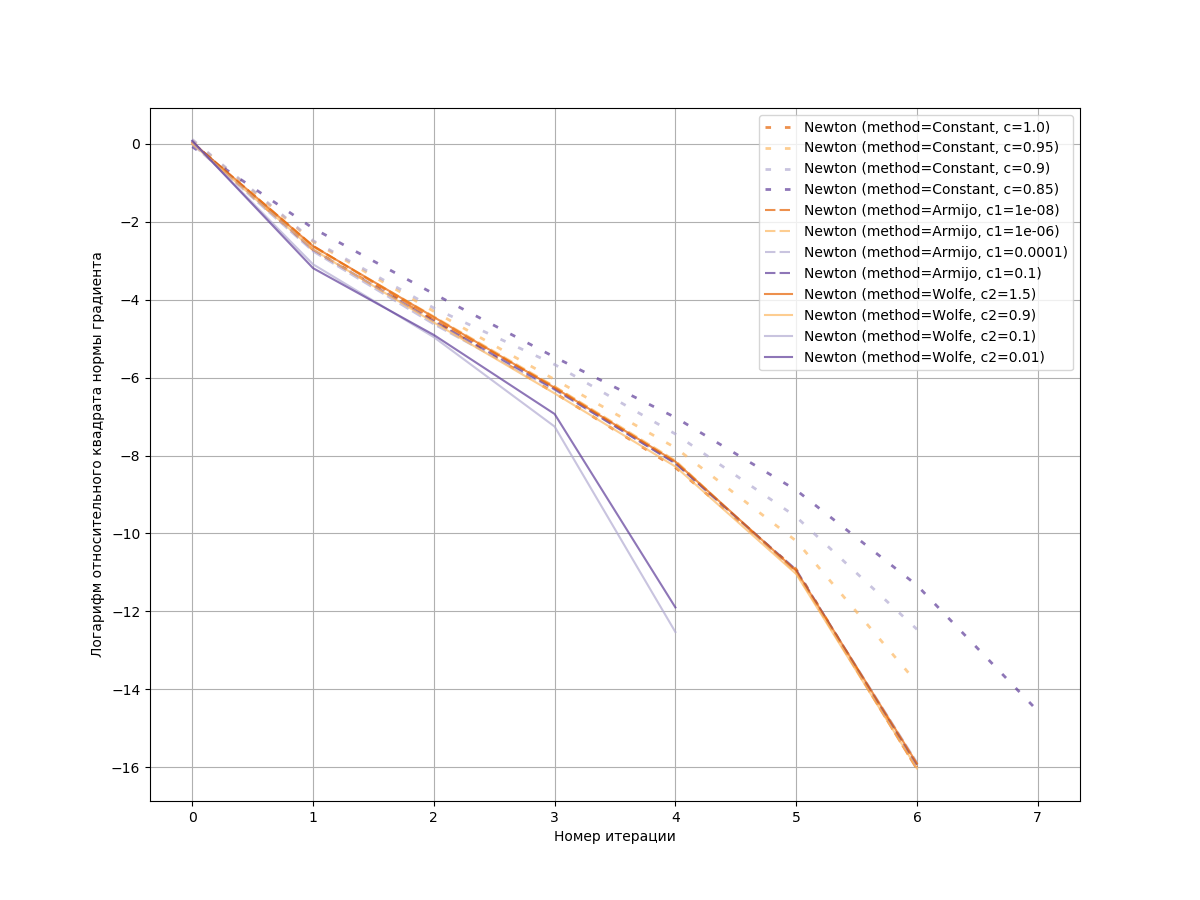 Newton (method=Constant, c=1.0)
Newton (method=Constant, c=0.95)
Newton (method=Constant, c=0.9)
Newton (method=Constant, c=0.85)
Newton (method=Armijo, c1=1e-08)
Newton (method=Armijo, c1=1e-06)
Newton (method=Armijo, c1=0.0001)
Newton (method=Armijo, c1=0.1)
Newton (method=Wolfe, c2=1.5)
Newton (method=Wolfe, c2=0.9)
Newton (method=Wolfe, c2=0.1)
Newton (method=Wolfe, c2=0.01)
Логарифм относительного квадрата нормы градиента
0
−2
−4
−6
−8
−10
−12
−14
−16
0 1 2 3 4 5 6 7
Номер итерации